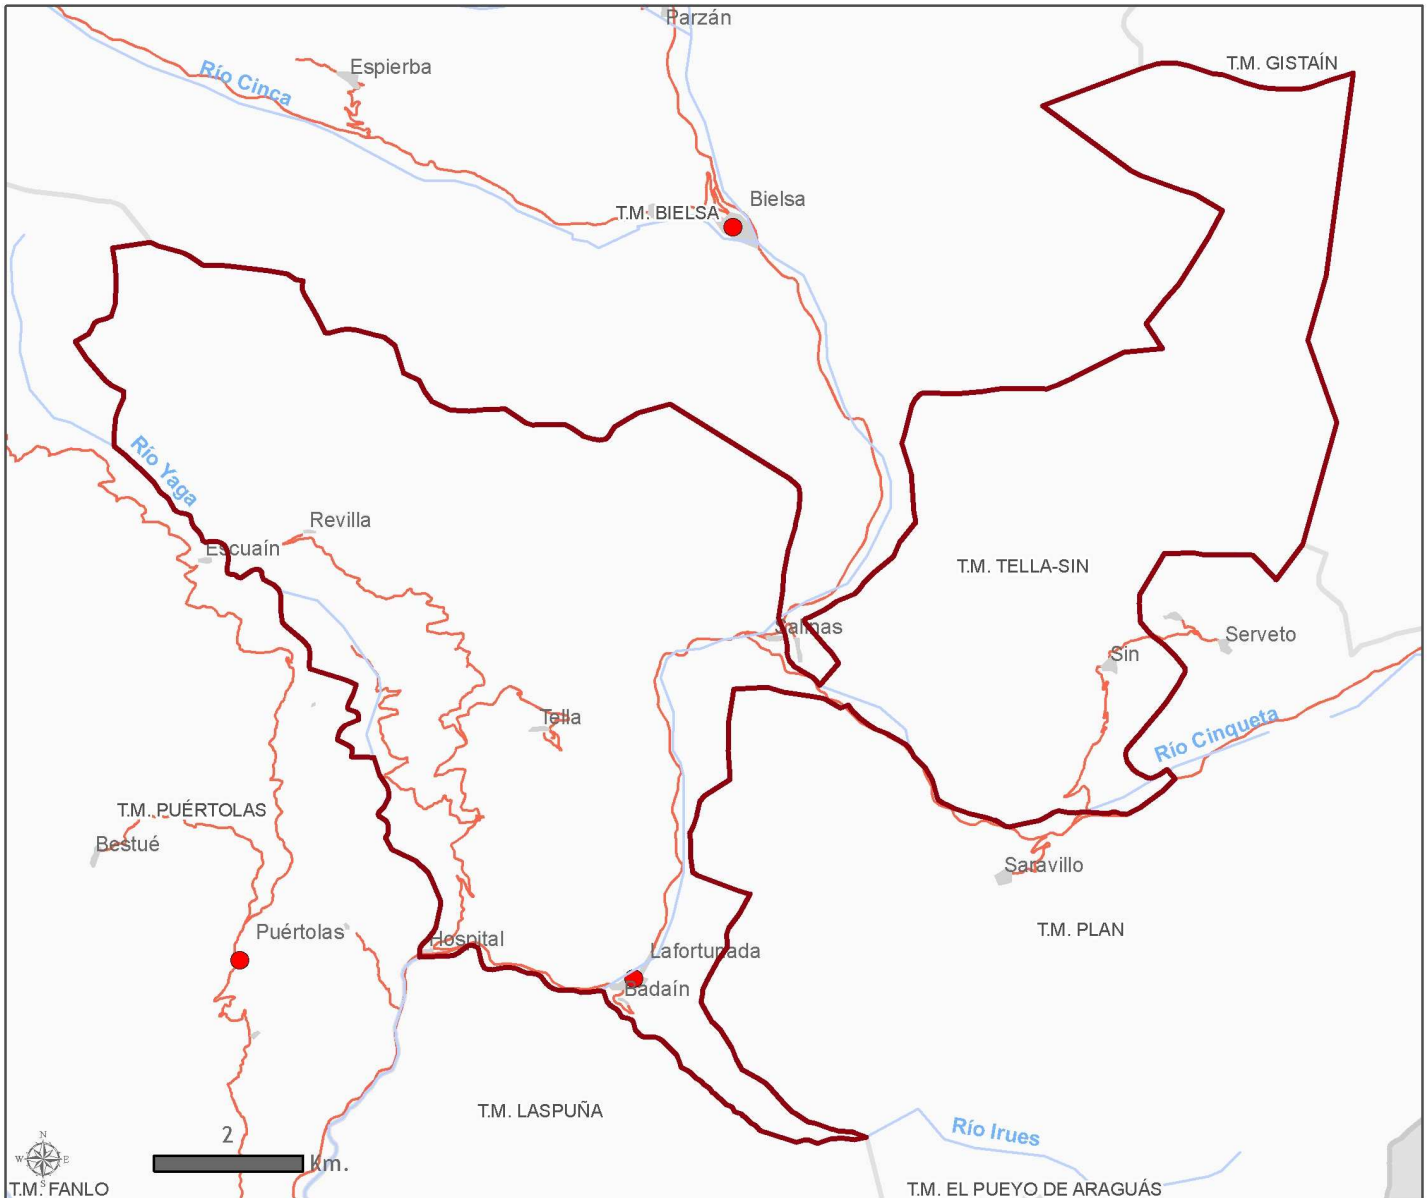 Parzán
T.M. GISTAÍN
Espierba
Río Cinca
Bielsa
T.M. BIELSA
Río Yaga
Revilla
Escuaín
T.M. TELLA-SIN
Salinas
Serveto
Sin
Tella
Río Cinqueta
T.M. PUÉRTOLAS
Bestué
Saravillo
T.M. PLAN
Puértolas
Hospital
Lafortunada
Badaín
T.M. LASPUÑA
Río Irues
2
Km.
N
W
E
S
T.M. FANLO
T.M. EL PUEYO DE ARAGUÁS